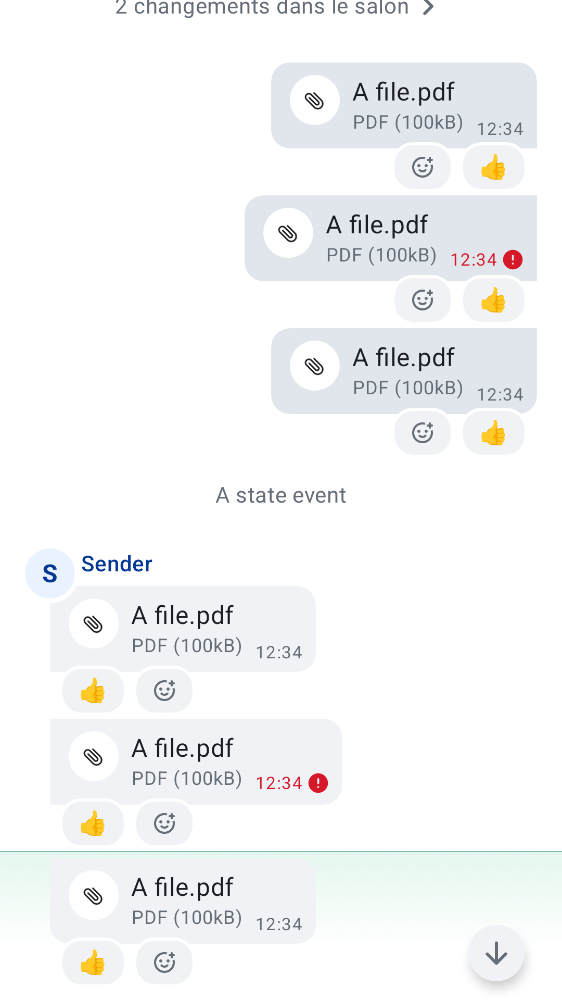 2 changements dans le salon
A file.pdf
PDF (100kB) 12:34
A file.pdf
PDF (100kB) 12:34
A file.pdf
PDF (100kB) 12:34
A state event
S Sender
A file.pdf
PDF (100kB) 12:34
A file.pdf
PDF (100kB) 12:34
A file.pdf
PDF (100kB) 12:34